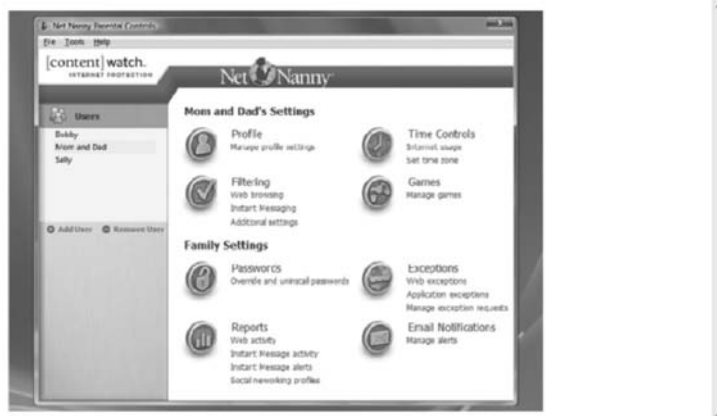 Net Nanny Parental Controls
File Tools Help
[content] watch.
INTERNET PROTECTION
Net Nanny
Users
Bobby
Mom and Dad
Sally
Add User Remove User
Mom and Dad's Settings
Profile
Manage profile settings
Time Controls
Internet usage
Set time zone
Filtering
Web browsing
Instant Messaging
Additional settings
Games
Manage games
Family Settings
Passwords
Override and uninstall passwords
Exceptions
Web exceptions
Application exceptions
Manage exception requests
Reports
Web activity
Instant Message activity
Instant Message alerts
Social neworking profiles
Email Notifications
Manage alerts